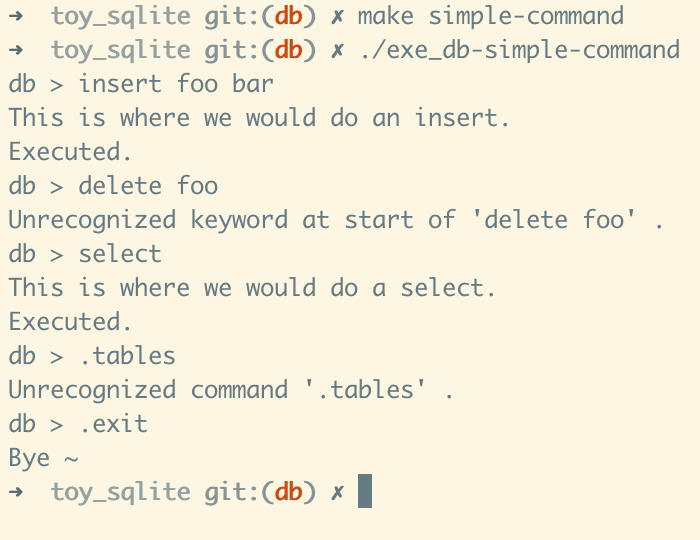 ➜  toy_sqlite git:(db) ✗ make simple-command
➜  toy_sqlite git:(db) ✗ ./exe_db-simple-command
db > insert foo bar
This is where we would do an insert.
Executed.
db > delete foo
Unrecognized keyword at start of 'delete foo' .
db > select
This is where we would do a select.
Executed.
db > .tables
Unrecognized command '.tables' .
db > .exit
Bye ~
➜  toy_sqlite git:(db) ✗